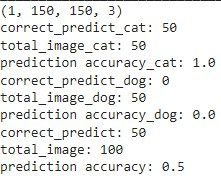 (1, 150, 150, 3)
correct_predict_cat: 50
total_image_cat: 50
prediction accuracy_cat: 1.0
correct_predict_dog: 0
total_image_dog: 50
prediction accuracy_dog: 0.0
correct_predict: 50
total_image: 100
prediction accuracy: 0.5